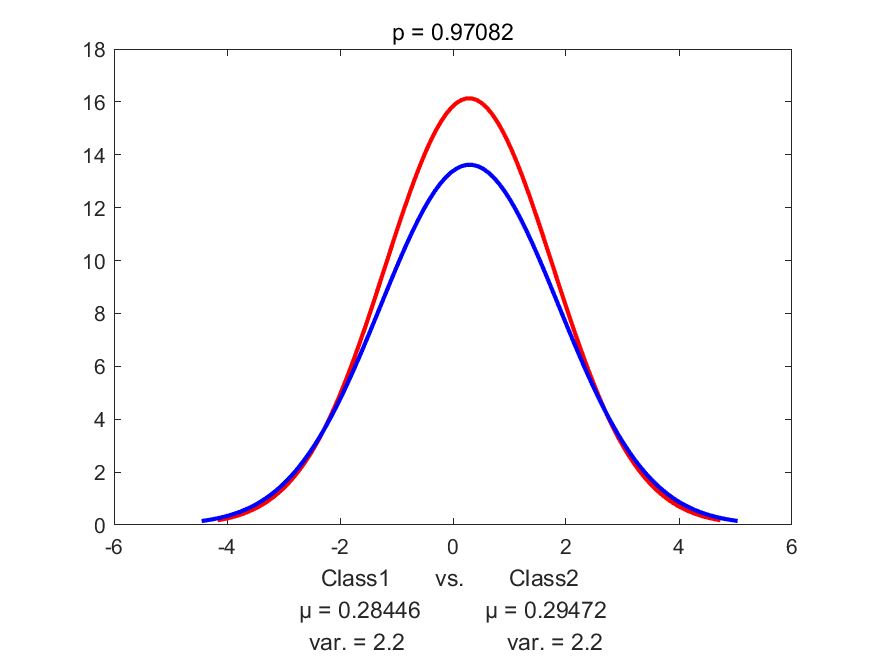 p = 0.97082
18
16
14
12
10
8
6
4
2
0
-6 -4 -2 0 2 4 6
Class1 vs. Class2
μ = 0.28446 μ = 0.29472
var. = 2.2 var. = 2.2